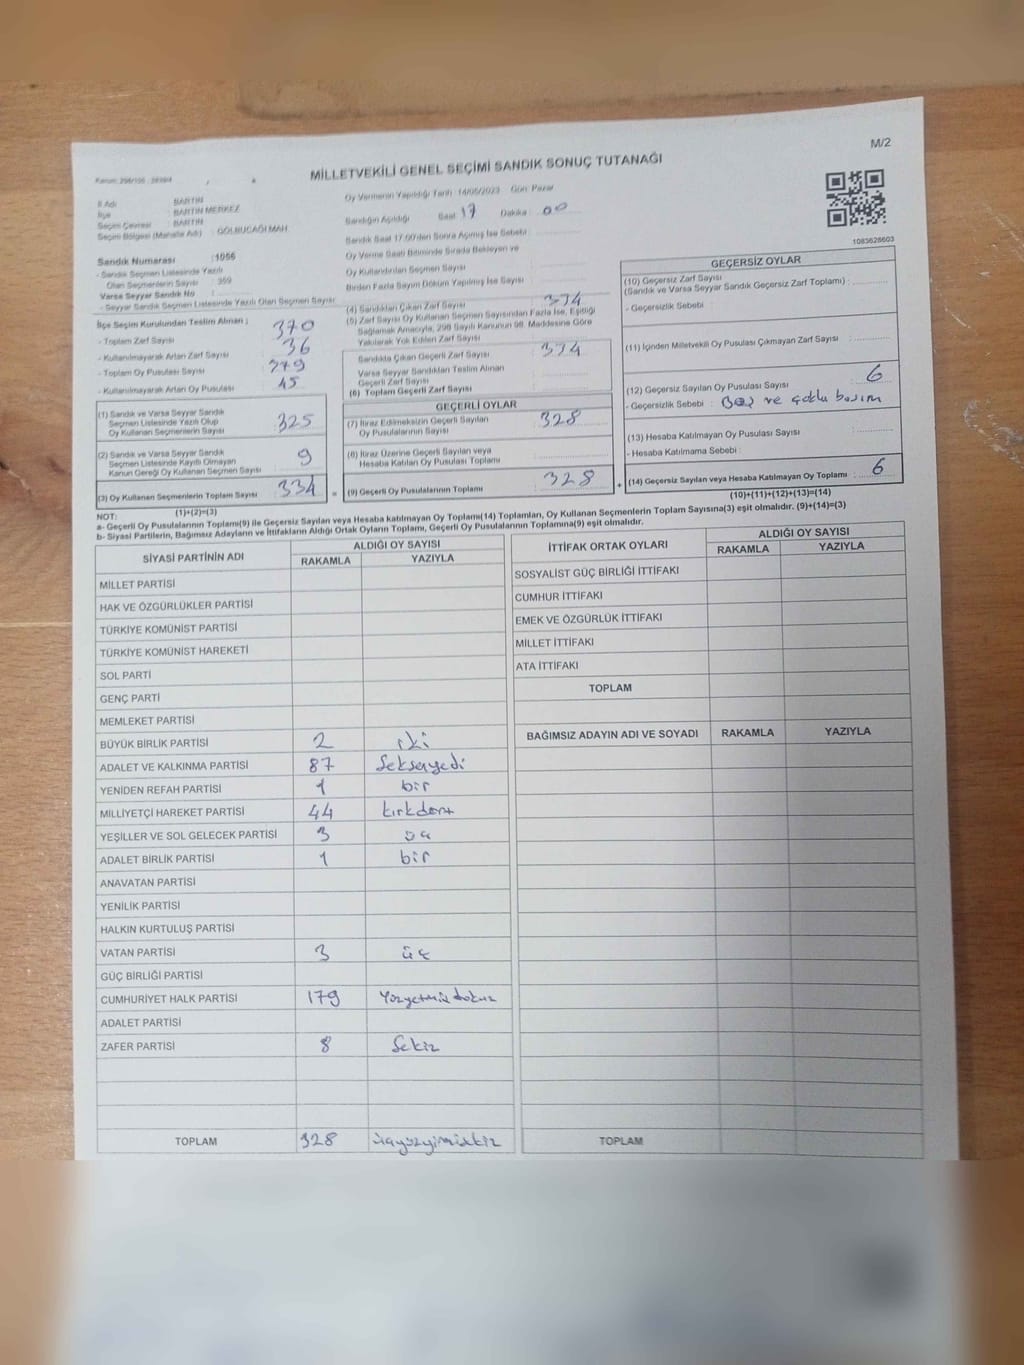 M/2
MİLLETVEKİLİ GENEL SEÇİMİ SANDIK SONUÇ TUTANAĞI
İl Adı : BARTIN
İlçe : BARTIN MERKEZ
Seçim Çevresi : BARTIN
Seçim Bölgesi (Mahalle Adı) : GÖLBUCAĞI MAH.
Sandık Numarası :1056
- Sandık Seçmen Listesinde Yazılı
Olan Seçmenlerin Sayısı : 359
Varsa Seyyar Sandık No
- Seyyar Sandık Seçmen Listesinde Yazılı Olan Seçmen Sayısı
Oy Vermenin Yapıldığı Tarih :14/05/2023 Gün: Pazar
Sandığın Açıldığı Saat 17 Dakika : 00
Sandık Saat 17:00'den Sonra Açılmış İse Sebebi :
Oy Verme Saati Bitiminde Sırada Bekleyen ve
Oy Kullandırılan Seçmen Sayısı
Birden Fazla Sayım Döküm Yapılmış İse Sayısı
1083628603
İlçe Seçim Kurulundan Teslim Alınan ;
- Toplam Zarf Sayısı 370
- Kullanılmayarak Artan Zarf Sayısı 36
- Toplam Oy Pusulası Sayısı 379
- Kullanılmayarak Artan Oy Pusulası 45
(1) Sandık ve Varsa Seyyar Sandık
Seçmen Listesinde Yazılı Olup
Oy Kullanan Seçmenlerin Sayısı 325
(2) Sandık ve Varsa Seyyar Sandık
Seçmen Listesinde Kayıtlı Olmayan
Kanun Gereği Oy Kullanan Seçmen Sayısı 9
(3) Oy Kullanan Seçmenlerin Toplam Sayısı 334
(1)+(2)=(3)
(4) Sandıktan Çıkan Zarf Sayısı 334
(5) Zarf Sayısı Oy Kullanan Seçmen Sayısından Fazla İse, Eşitliği
Sağlamak Amacıyla, 298 Sayılı Kanunun 98. Maddesine Göre
Yakılarak Yok Edilen Zarf Sayısı
Sandıkta Çıkan Geçerli Zarf Sayısı 334
Varsa Seyyar Sandıktan Teslim Alınan
Geçerli Zarf Sayısı
(6) Toplam Geçerli Zarf Sayısı
GEÇERLİ OYLAR
(7) İtiraz Edilmeksizin Geçerli Sayılan
Oy Pusulalarının Sayısı 328
(8) İtiraz Üzerine Geçerli Sayılan veya
Hesaba Katılan Oy Pusulası Toplamı
= (9) Geçerli Oy Pusulalarının Toplamı 328
GEÇERSİZ OYLAR
(10) Geçersiz Zarf Sayısı
(Sandık ve Varsa Seyyar Sandık Geçersiz Zarf Toplamı) :
- Geçersizlik Sebebi :
(11) İçinden Milletvekili Oy Pusulası Çıkmayan Zarf Sayısı :
(12) Geçersiz Sayılan Oy Pusulası Sayısı : 6
- Geçersizlik Sebebi : Boş ve çoklu basım
(13) Hesaba Katılmayan Oy Pusulası Sayısı :
- Hesaba Katılmama Sebebi :
+ (14) Geçersiz Sayılan veya Hesaba Katılmayan Oy Toplamı : 6
(10)+(11)+(12)+(13)=(14)
NOT:
a- Geçerli Oy Pusulalarının Toplamı(9) ile Geçersiz Sayılan veya Hesaba katılmayan Oy Toplamı(14) Toplamları, Oy Kullanan Seçmenlerin Toplam Sayısına(3) eşit olmalıdır. (9)+(14)=(3)
b- Siyasi Partilerin, Bağımsız Adayların ve İttifakların Aldığı Ortak Oyların Toplamı, Geçerli Oy Pusulalarının Toplamına(9) eşit olmalıdır.
SİYASİ PARTİNİN ADI ALDIĞI OY SAYISI
RAKAMLA YAZIYLA
MİLLET PARTİSİ
HAK VE ÖZGÜRLÜKLER PARTİSİ
TÜRKİYE KOMÜNİST PARTİSİ
TÜRKİYE KOMÜNİST HAREKETİ
SOL PARTİ
GENÇ PARTİ
MEMLEKET PARTİSİ
BÜYÜK BİRLİK PARTİSİ 2 iki
ADALET VE KALKINMA PARTİSİ 87 Seksenyedi
YENİDEN REFAH PARTİSİ 1 bir
MİLLİYETÇİ HAREKET PARTİSİ 44 kırkdört
YEŞİLLER VE SOL GELECEK PARTİSİ 3 üç
ADALET BİRLİK PARTİSİ 1 bir
ANAVATAN PARTİSİ
YENİLİK PARTİSİ
HALKIN KURTULUŞ PARTİSİ
VATAN PARTİSİ 3 üç
GÜÇ BİRLİĞİ PARTİSİ
CUMHURİYET HALK PARTİSİ 179 Yüzyetmişdokuz
ADALET PARTİSİ
ZAFER PARTİSİ 8 Sekiz
TOPLAM 328 üçyüzyirmisekiz
İTTİFAK ORTAK OYLARI ALDIĞI OY SAYISI
RAKAMLA YAZIYLA
SOSYALİST GÜÇ BİRLİĞİ İTTİFAKI
CUMHUR İTTİFAKI
EMEK VE ÖZGÜRLÜK İTTİFAKI
MİLLET İTTİFAKI
ATA İTTİFAKI
TOPLAM
BAĞIMSIZ ADAYIN ADI VE SOYADI RAKAMLA YAZIYLA
TOPLAM